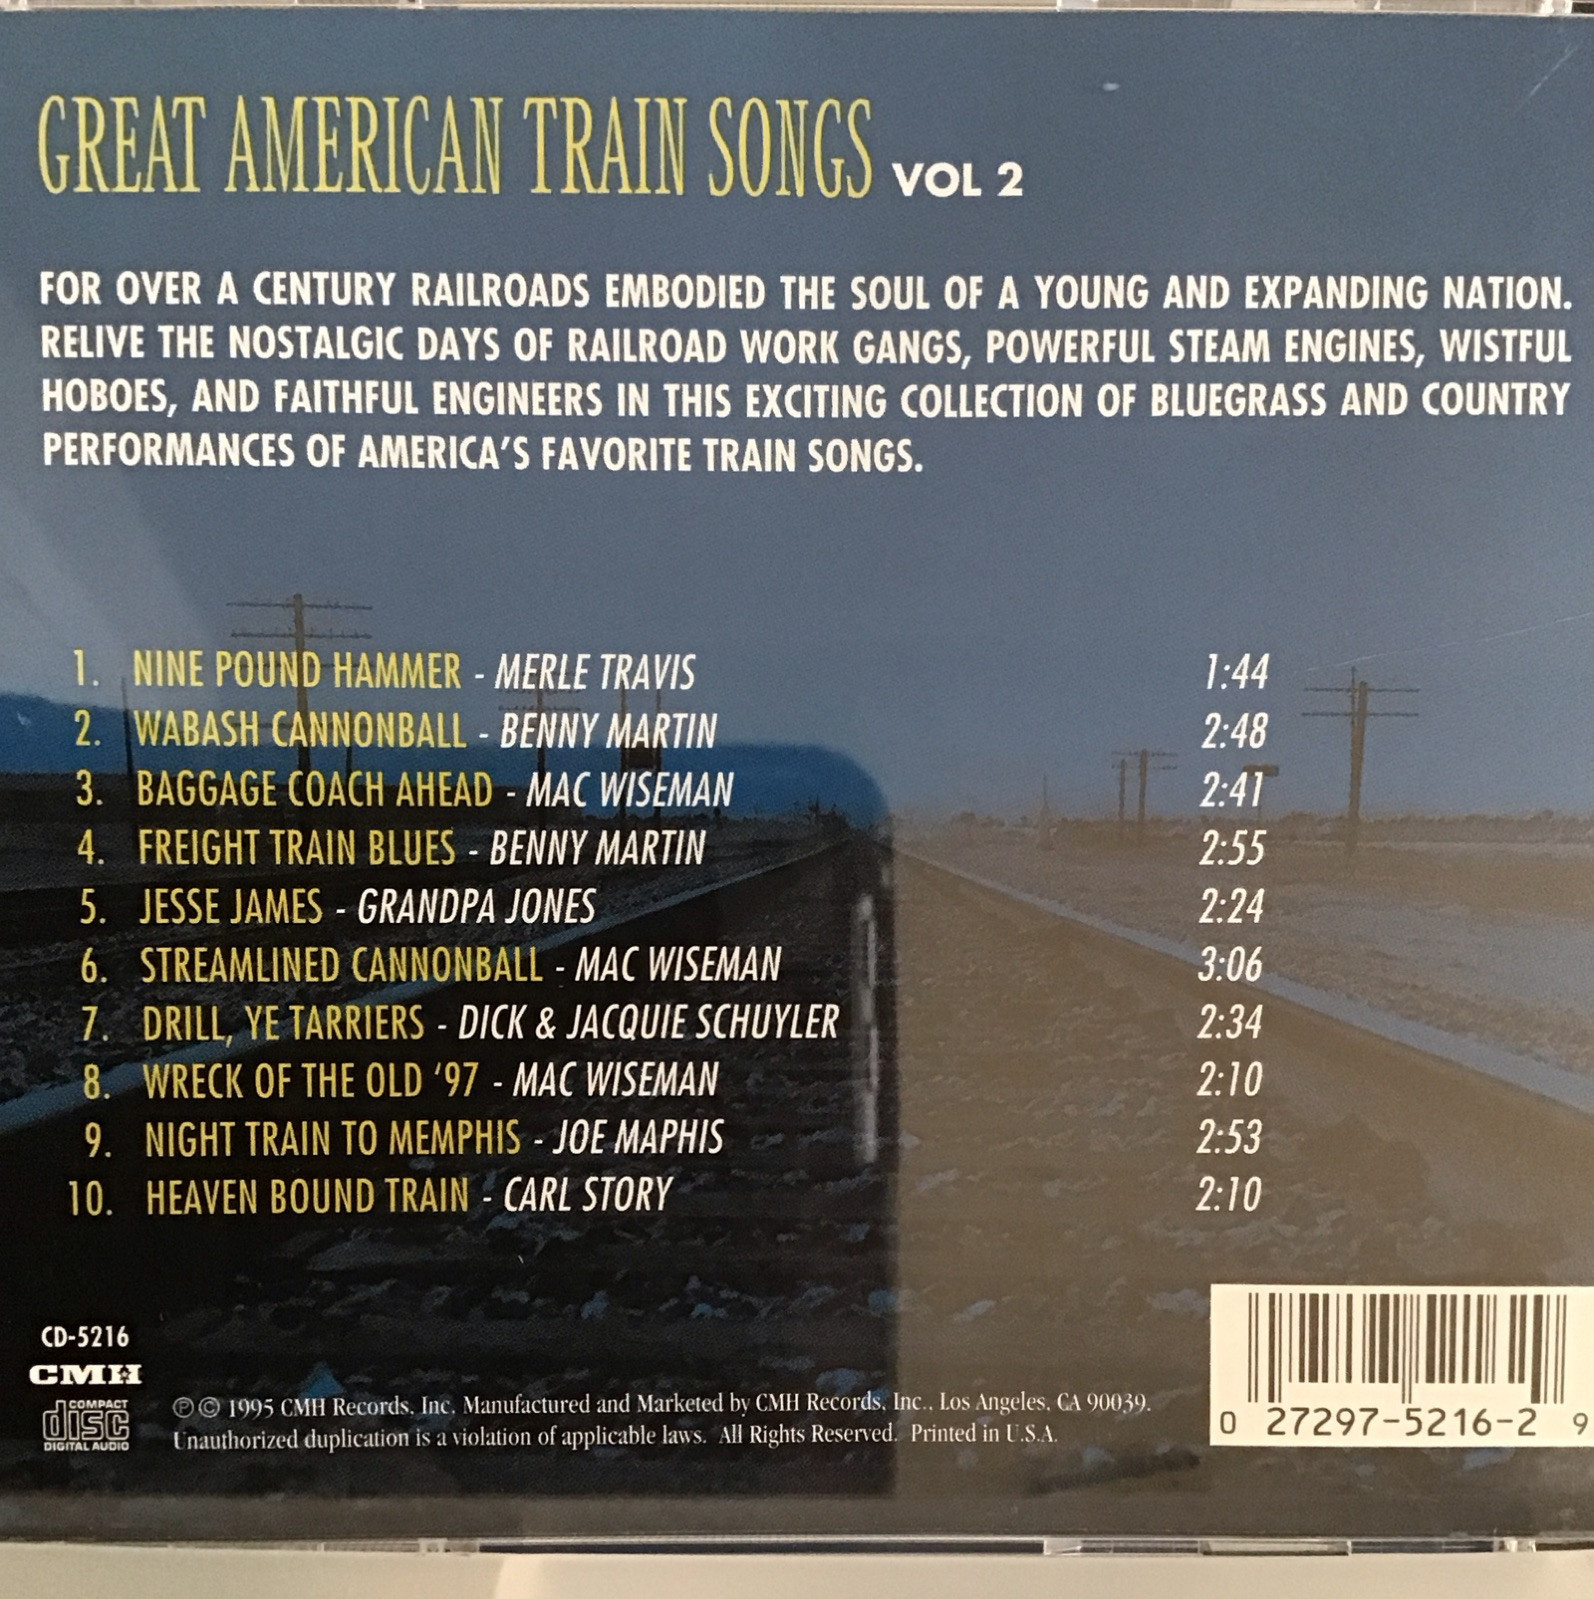 GREAT AMERICAN TRAIN SONGS VOL 2
FOR OVER A CENTURY RAILROADS EMBODIED THE SOUL OF A YOUNG AND EXPANDING NATION.
RELIVE THE NOSTALGIC DAYS OF RAILROAD WORK GANGS, POWERFUL STEAM ENGINES, WISTFUL
HOBOES, AND FAITHFUL ENGINEERS IN THIS EXCITING COLLECTION OF BLUEGRASS AND COUNTRY
PERFORMANCES OF AMERICA'S FAVORITE TRAIN SONGS.
1. NINE POUND HAMMER - MERLE TRAVIS 1:44
2. WABASH CANNONBALL - BENNY MARTIN 2:48
3. BAGGAGE COACH AHEAD - MAC WISEMAN 2:41
4. FREIGHT TRAIN BLUES - BENNY MARTIN 2:55
5. JESSE JAMES - GRANDPA JONES 2:24
6. STREAMLINED CANNONBALL - MAC WISEMAN 3:06
7. DRILL, YE TARRIERS - DICK & JACQUIE SCHUYLER 2:34
8. WRECK OF THE OLD '97 - MAC WISEMAN 2:10
9. NIGHT TRAIN TO MEMPHIS - JOE MAPHIS 2:53
10. HEAVEN BOUND TRAIN - CARL STORY 2:10
CD-5216
CMH
COMPACT
disc
DIGITAL AUDIO
℗ © 1995 CMH Records, Inc. Manufactured and Marketed by CMH Records, Inc., Los Angeles, CA 90039.
Unauthorized duplication is a violation of applicable laws. All Rights Reserved. Printed in U.S.A.
0 27297-5216-2 9